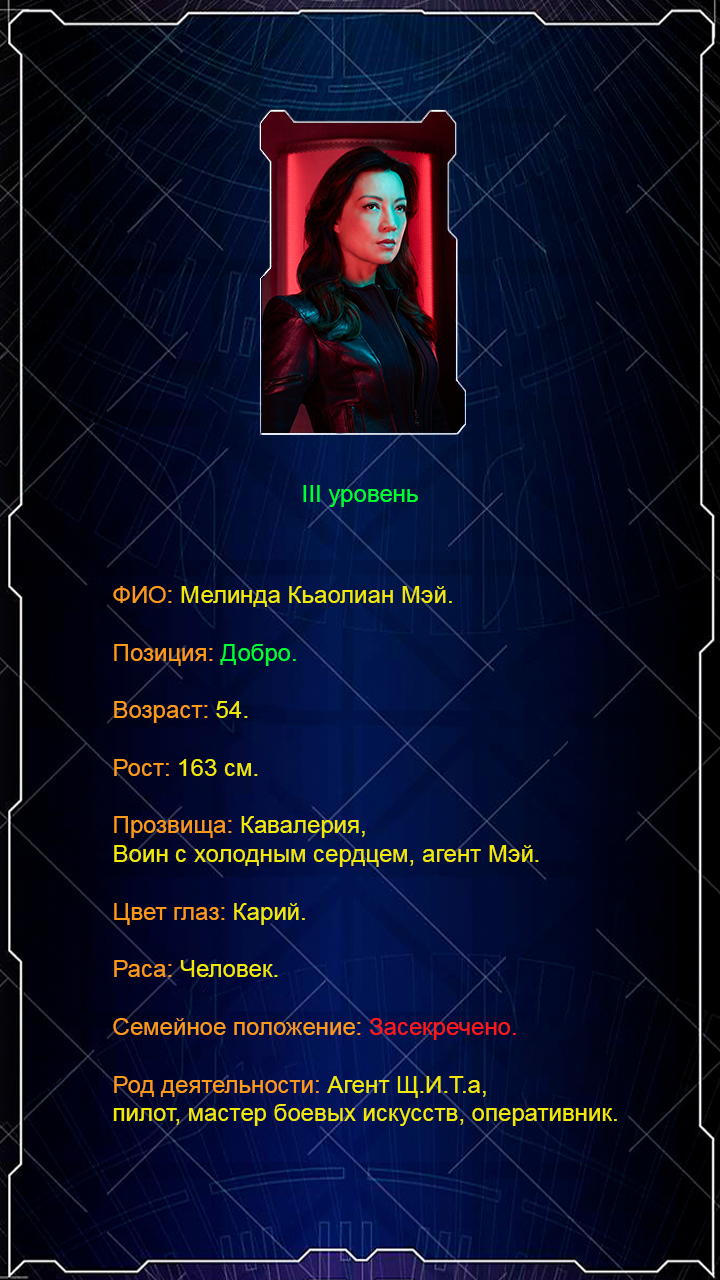 III уровень
ФИО: Мелинда Кьаолиан Мэй.
Позиция: Добро.
Возраст: 54.
Рост: 163 см.
Прозвища: Кавалерия,
Воин с холодным сердцем, агент Мэй.
Цвет глаз: Карий.
Раса: Человек.
Семейное положение: Засекречено.
Род деятельности: Агент Щ.И.Т.а,
пилот, мастер боевых искусств, оперативник.